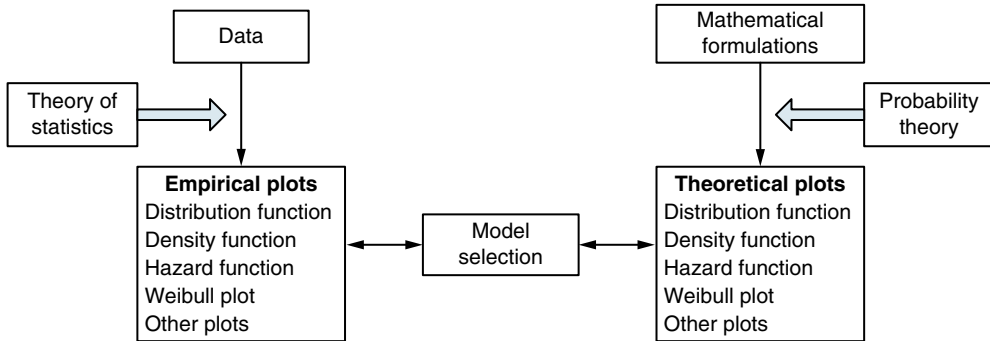 Data
Mathematical
formulations
Theory of
statistics
Probability
theory
Empirical plots
Distribution function
Density function
Hazard function
Weibull plot
Other plots
Model
selection
Theoretical plots
Distribution function
Density function
Hazard function
Weibull plot
Other plots